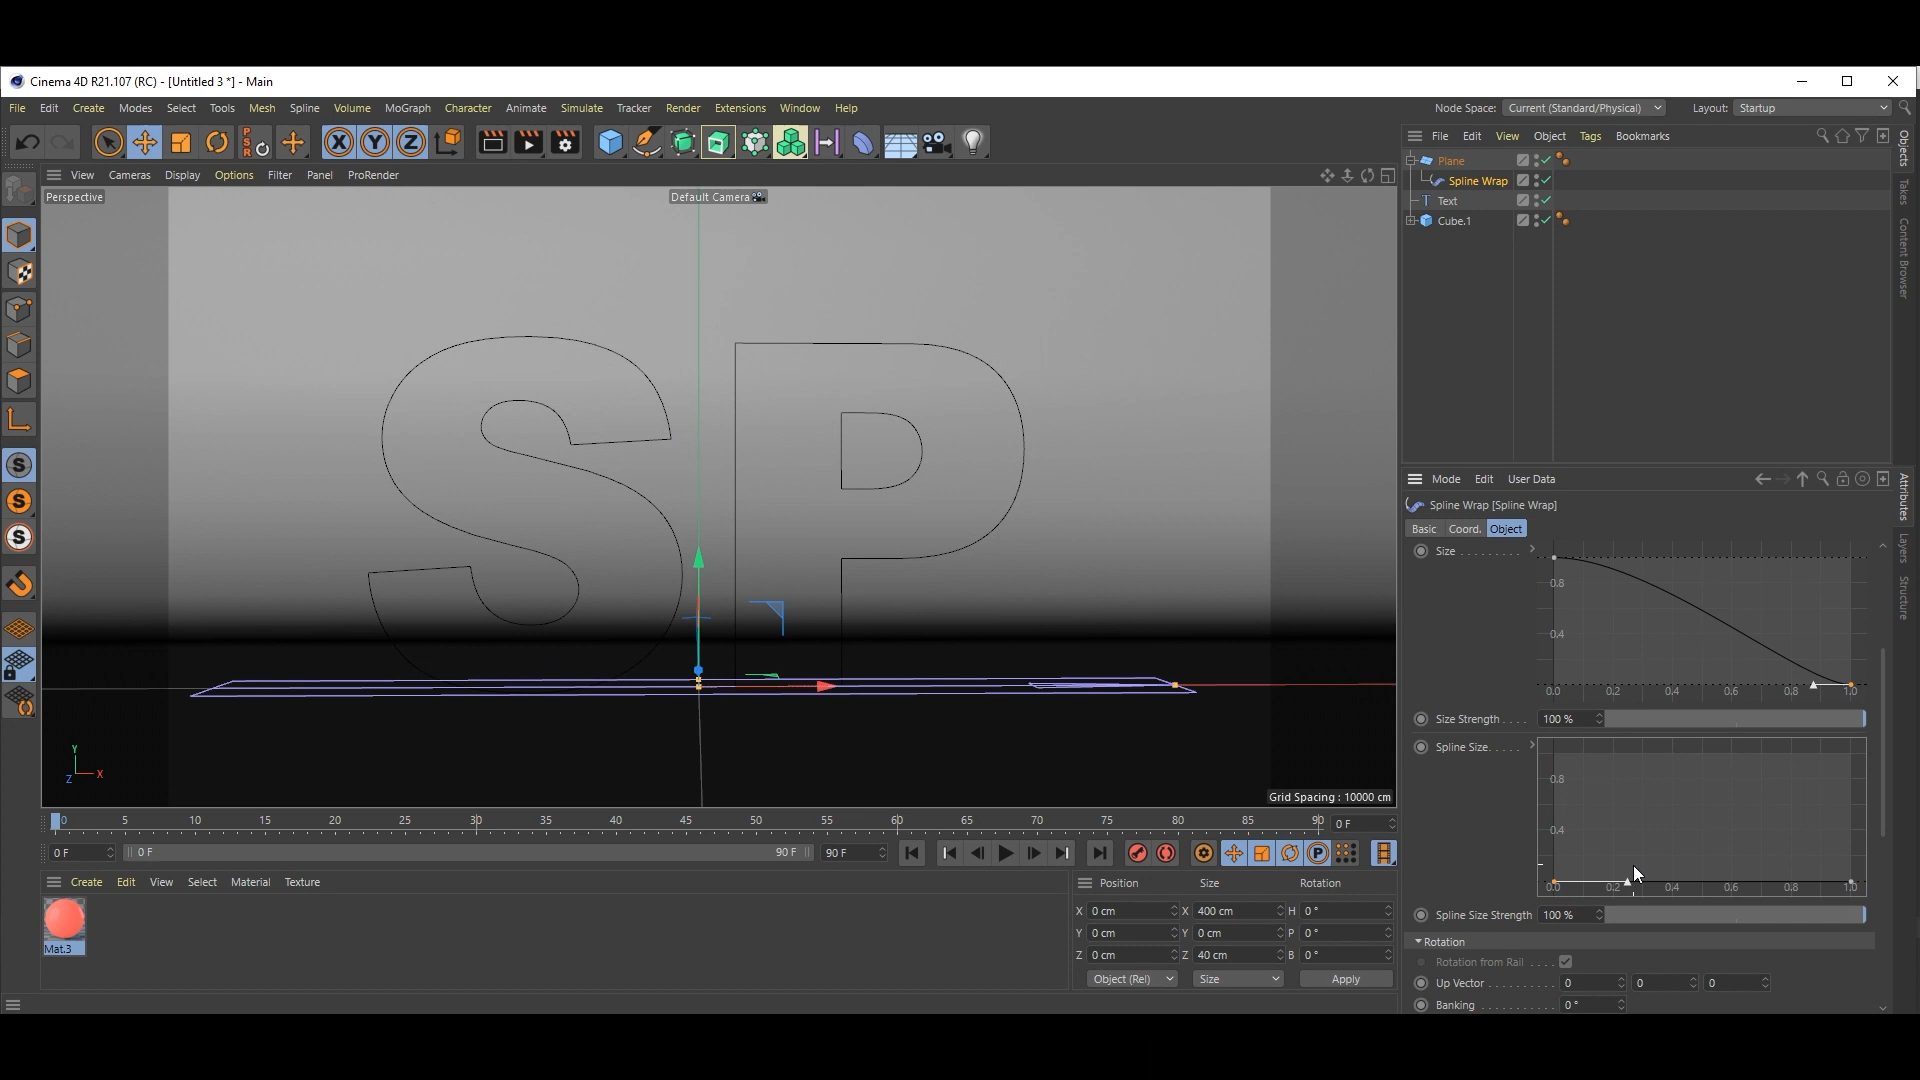 Cinema 4D R21.107 (RC) - [Untitled 3 *] - Main
File Edit Create Modes Select Tools Mesh Spline Volume MoGraph Character Animate Simulate Tracker Render Extensions Window Help
Node Space: Current (Standard/Physical) Layout: Startup
PSR X Y Z
File Edit View Object Tags Bookmarks
Objects
Takes
Content Browser
View Cameras Display Options Filter Panel ProRender
Perspective
Default Camera
Plane
Spline Wrap
Text
Cube.1
SP
Y
Z X
Grid Spacing : 10000 cm
S
S
S
Mode Edit User Data
Attributes
Layers
Structure
Spline Wrap [Spline Wrap]
Basic Coord. Object
Size
0.8
0.4
0.0 0.2 0.4 0.6 0.8 1.0
Size Strength 100 %
Spline Size
0.8
0.4
0.0 0.2 0.4 0.6 0.8 1.0
Spline Size Strength 100 %
Rotation
Rotation from Rail
Up Vector 0 0 0
Banking 0 °
0 5 10 15 20 25 30 35 40 45 50 55 60 65 70 75 80 85 90 0 F
0 F 0 F 90 F 90 F
P
Create Edit View Select Material Texture
Mat.3
Position Size Rotation
X 0 cm X 400 cm H 0 °
Y 0 cm Y 0 cm P 0 °
Z 0 cm Z 40 cm B 0 °
Object (Rel) Size Apply